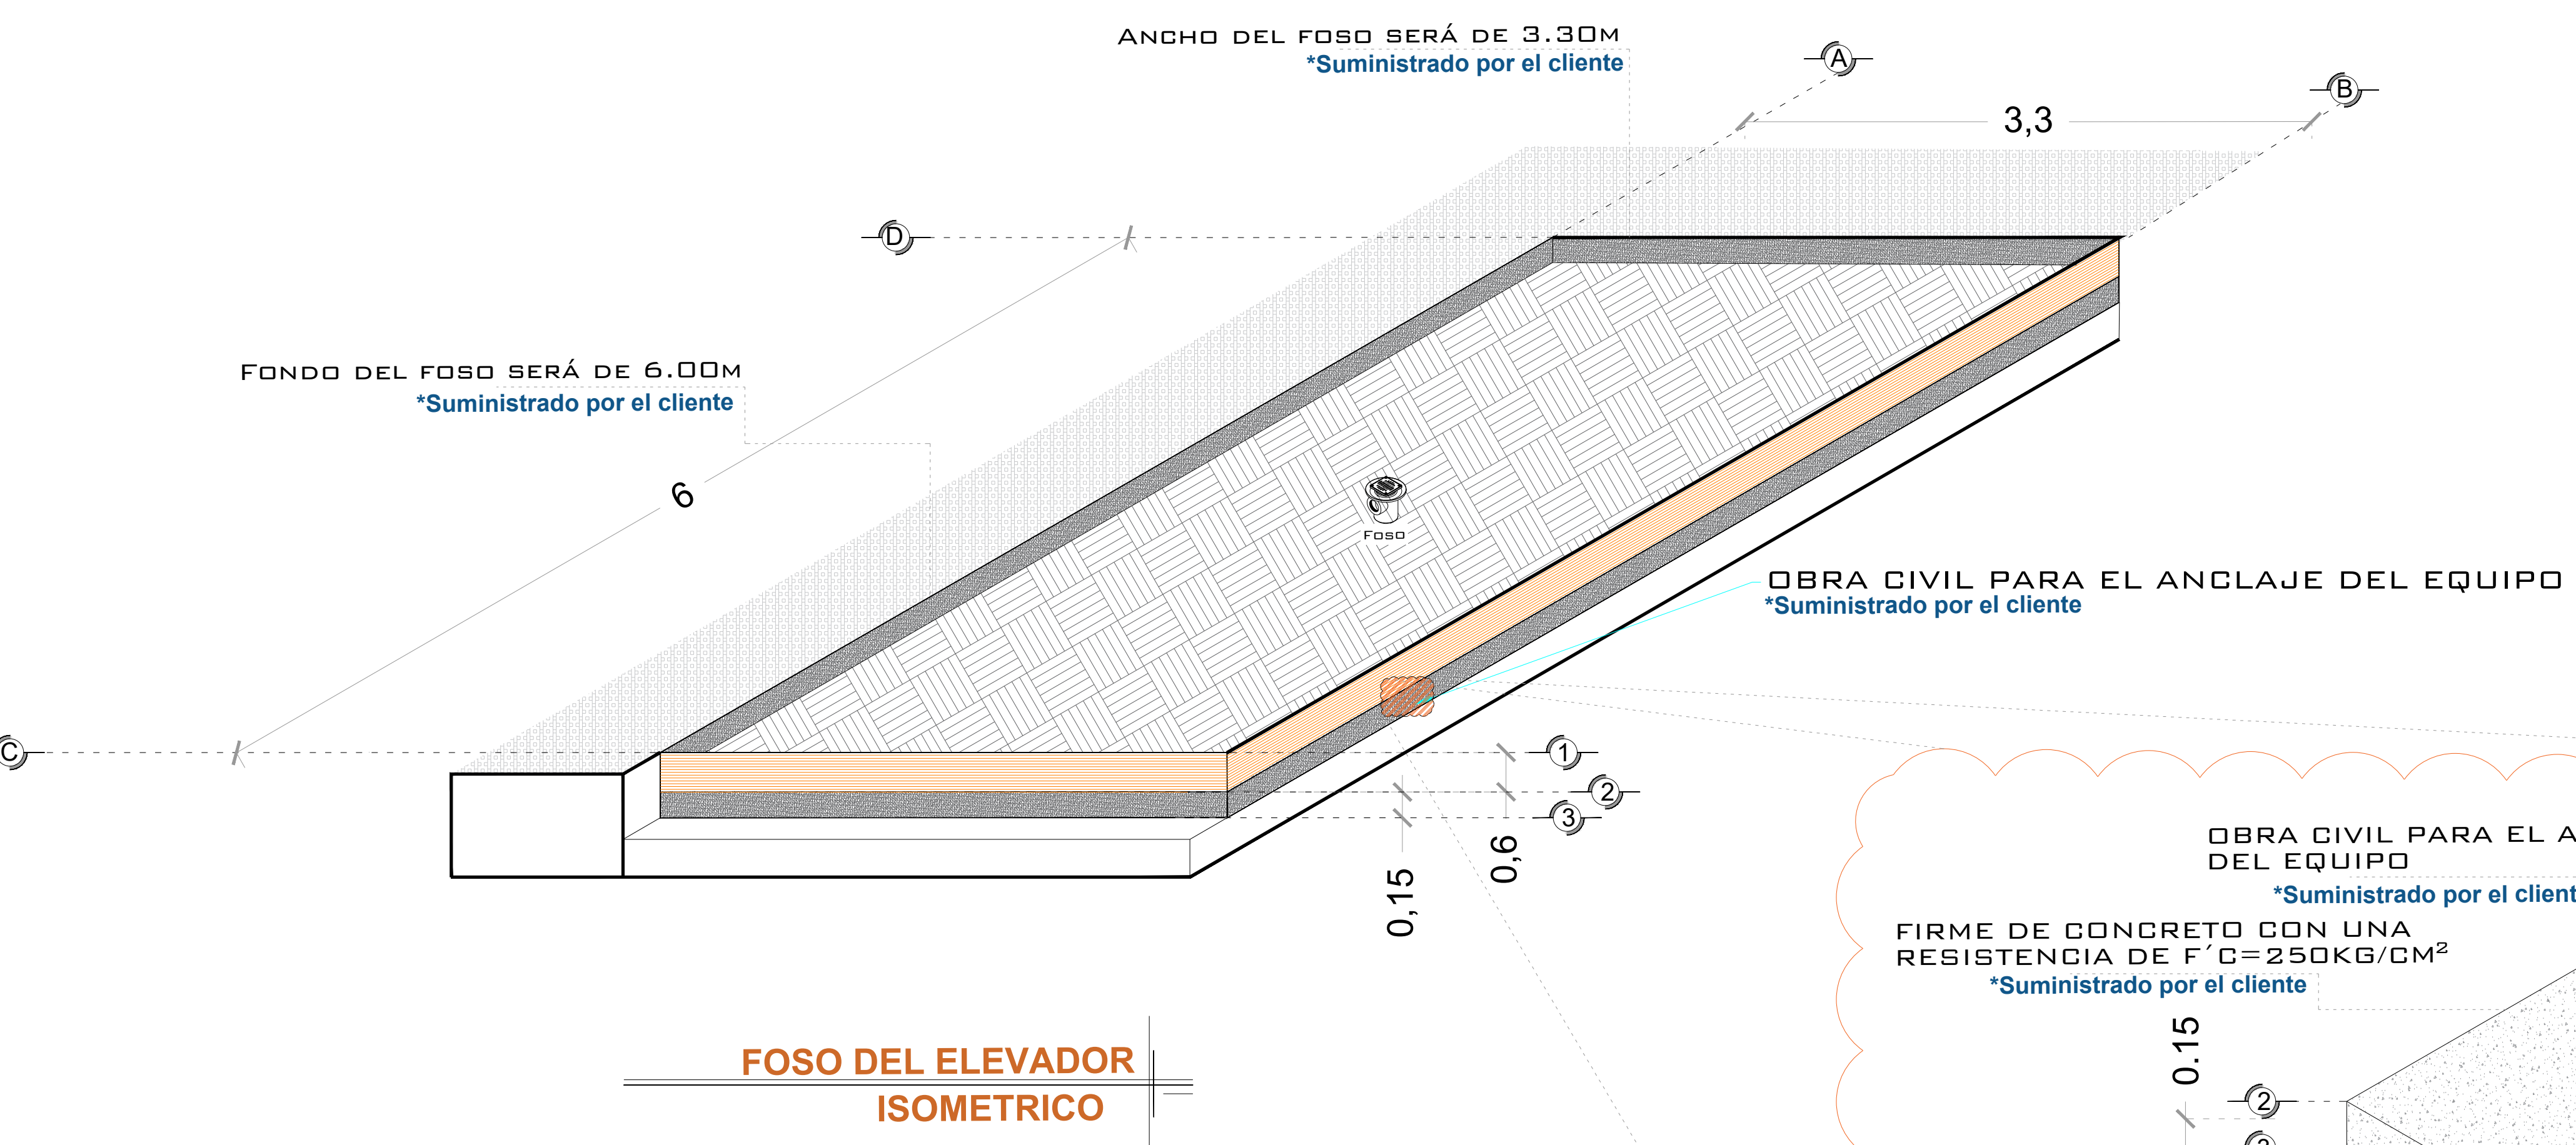 ANCHO DEL FOSO SERÁ DE 3.30M
*Suministrado por el cliente
A
B
3,3
D
FONDO DEL FOSO SERÁ DE 6.00M
*Suministrado por el cliente
6
FOSO
OBRA CIVIL PARA EL ANCLAJE DEL EQUIPO
*Suministrado por el cliente
C
1
2
3
0,6
0,15
OBRA CIVIL PARA EL A
DEL EQUIPO
*Suministrado por el client
FIRME DE CONCRETO CON UNA
RESISTENCIA DE F´C=250KG/CM²
*Suministrado por el cliente
0.15
2
FOSO DEL ELEVADOR
ISOMETRICO